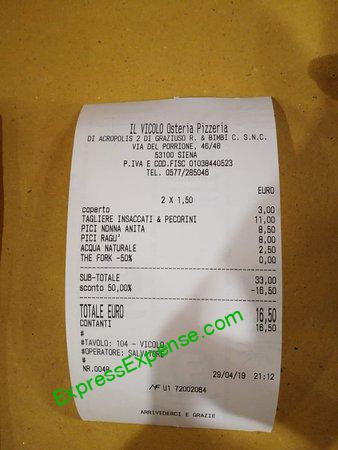 IL VICOLO Osteria Pizzeria
DI ACROPOLIS 2 DI GRAZIUSO R. & BIMBI C. S.N.C.
VIA DEL PORRIONE, 46/48
53100 SIENA
P.IVA E COD.FISC 01038440523
TEL. 0577/285046
EURO
2 X 1,50
coperto 3,00
TAGLIERE INSACCATI & PECORINI 11,00
PICI NONNA ANITA 8,50
PICI RAGU' 8,00
ACQUA NATURALE 2,50
THE FORK -50% 0,00
SUB-TOTALE 33,00
sconto 50,00% -16,50
TOTALE EURO 16,50
CONTANTI 16,50
#
#TAVOLO: 104 - VICOLO
#OPERATORE: SALVATORE
#
NR.0048 29/04/19 21:12
MF U1 72002064
ARRIVEDERCI E GRAZIE
ExpressExpense.com